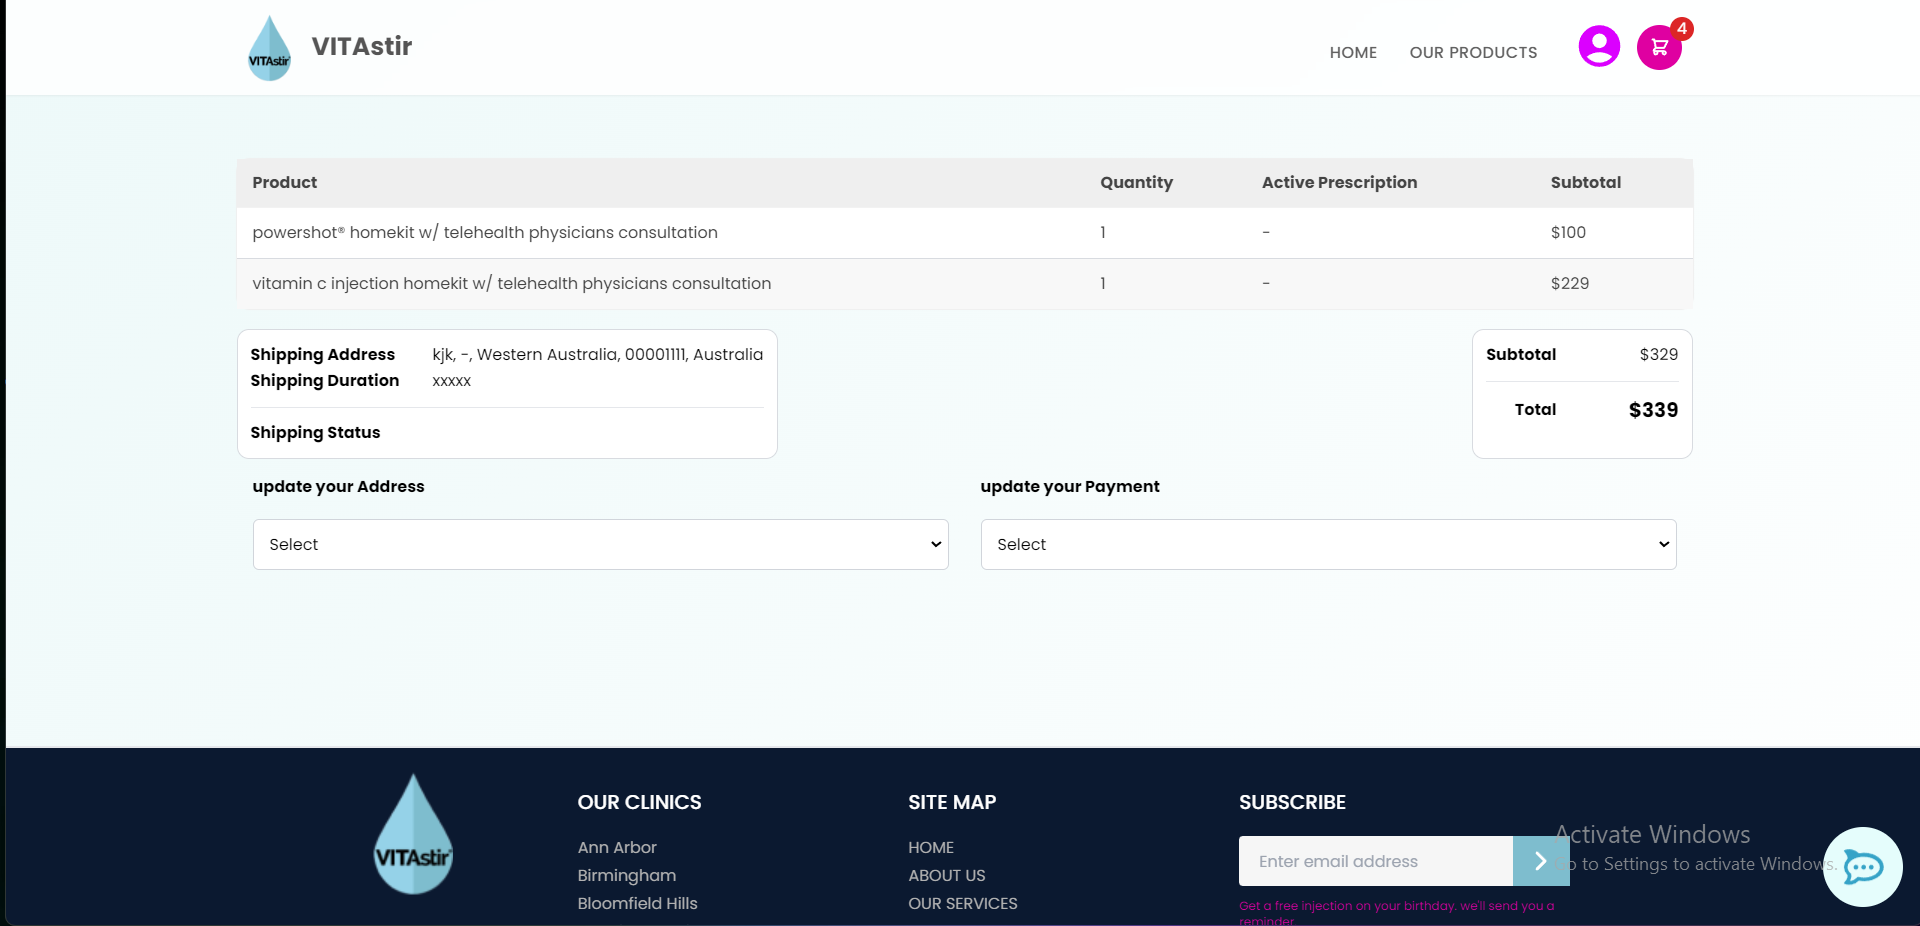 VITAstir VITAstir HOME OUR PRODUCTS 4
Product Quantity Active Prescription Subtotal
powershot® homekit w/ telehealth physicians consultation 1 - $100
vitamin c injection homekit w/ telehealth physicians consultation 1 - $229
Shipping Address kjk, -, Western Australia, 00001111, Australia
Shipping Duration xxxxx
Shipping Status
Subtotal $329
Total $339
update your Address
Select
update your Payment
Select
VITAstir
OUR CLINICS
Ann Arbor
Birmingham
Bloomfield Hills
SITE MAP
HOME
ABOUT US
OUR SERVICES
SUBSCRIBE
Enter email address
Get a free injection on your birthday. we'll send you a
reminder
Activate Windows
to Settings to activate Windows.